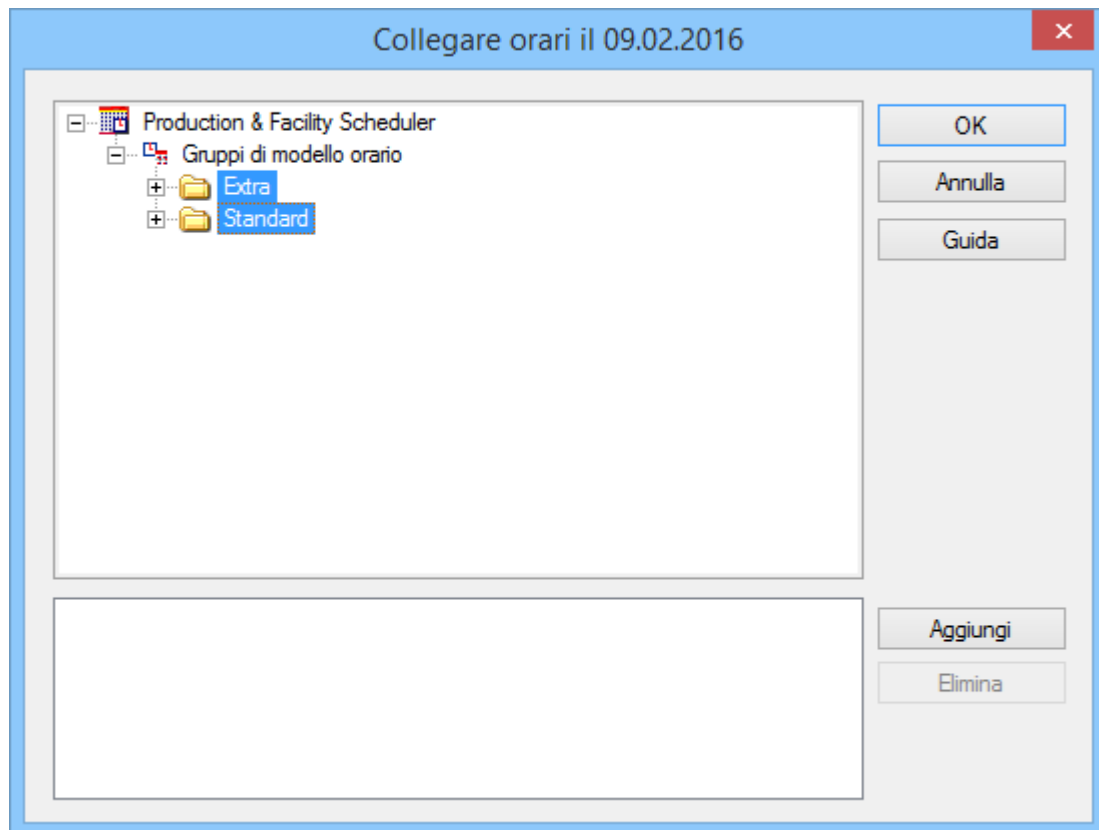 Collegare orari il 09.02.2016
Production & Facility Scheduler
Gruppi di modello orario
Extra
Standard
OK
Annulla
Guida
Aggiungi
Elimina